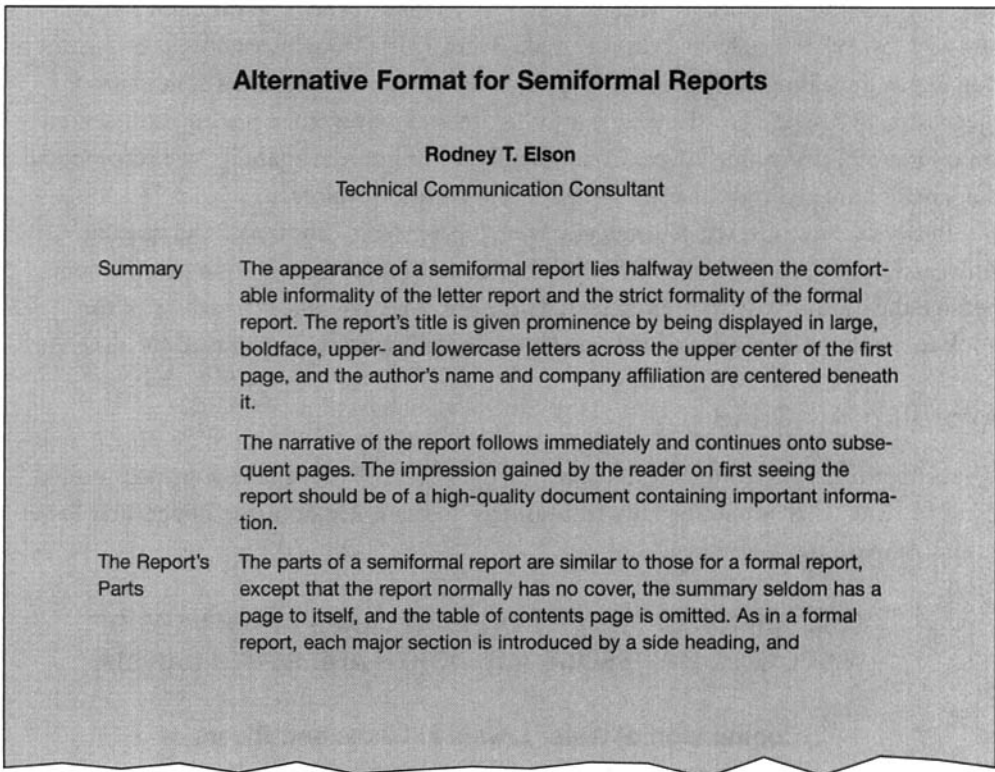 Alternative Format for Semiformal Reports
Rodney T. Elson
Technical Communication Consultant
Summary
The appearance of a semiformal report lies halfway between the comfort-
able informality of the letter report and the strict formality of the formal
report. The report's title is given prominence by being displayed in large,
boldface, upper- and lowercase letters across the upper center of the first
page, and the author's name and company affiliation are centered beneath
it.
The narrative of the report follows immediately and continues onto subse-
quent pages. The impression gained by the reader on first seeing the
report should be of a high-quality document containing important informa-
tion.
The Report's
Parts
The parts of a semiformal report are similar to those for a formal report,
except that the report normally has no cover, the summary seldom has a
page to itself, and the table of contents page is omitted. As in a formal
report, each major section is introduced by a side heading, and